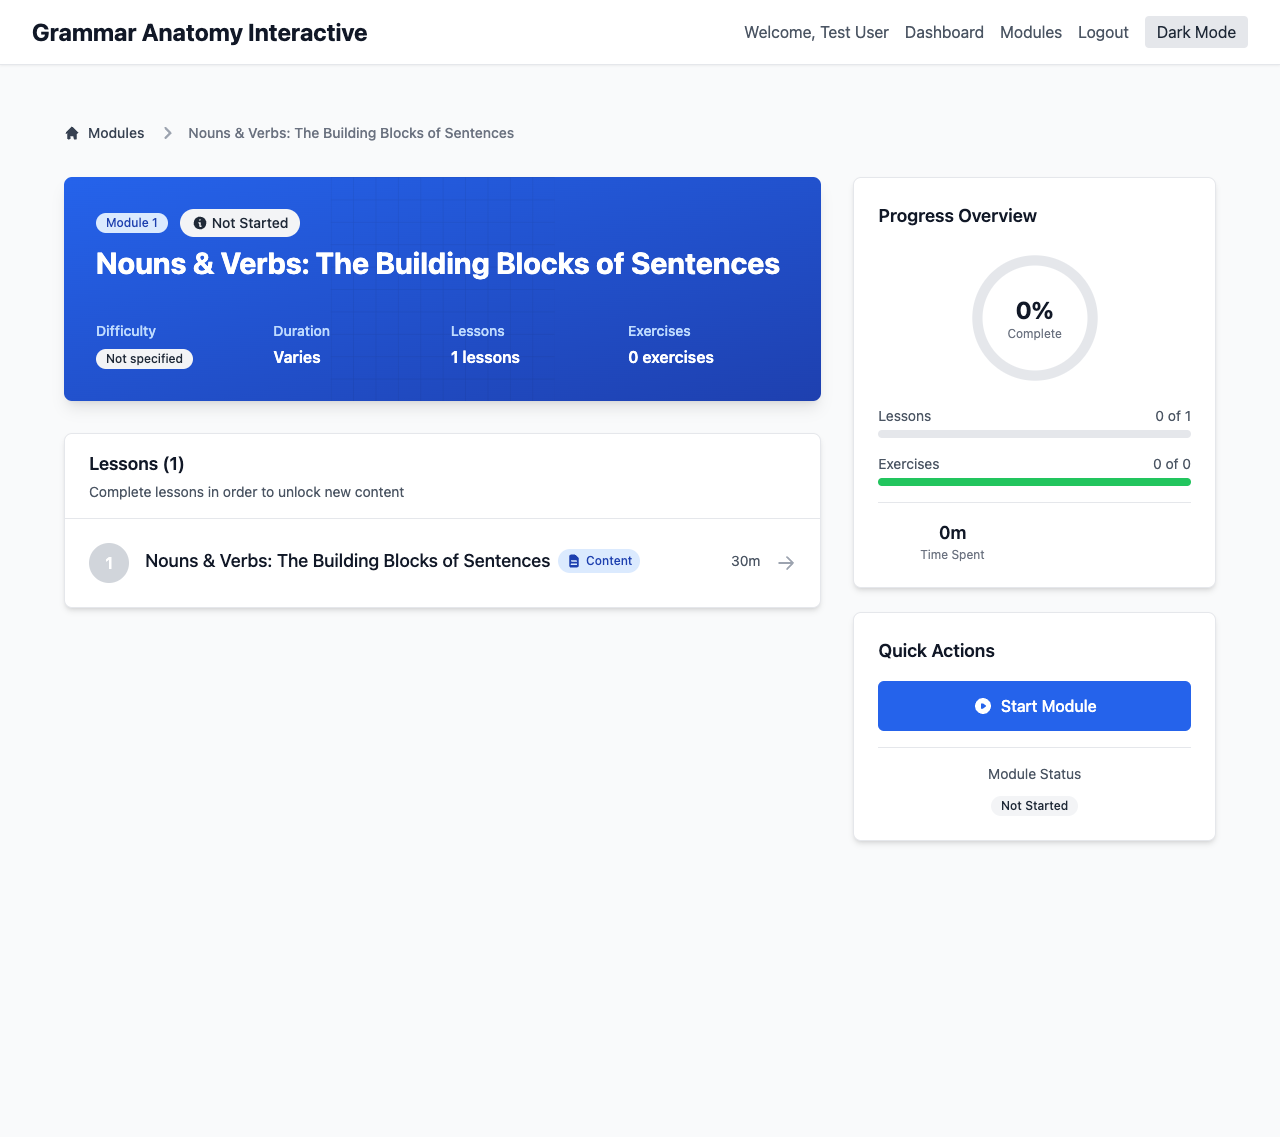 Grammar Anatomy Interactive
Welcome, Test User Dashboard Modules Logout Dark Mode
Modules Nouns & Verbs: The Building Blocks of Sentences
Module 1 Not Started
Nouns & Verbs: The Building Blocks of Sentences
Difficulty Duration Lessons Exercises
Not specified Varies 1 lessons 0 exercises
Lessons (1)
Complete lessons in order to unlock new content
1 Nouns & Verbs: The Building Blocks of Sentences Content 30m
Progress Overview
0%
Complete
Lessons 0 of 1
Exercises 0 of 0
0m
Time Spent
Quick Actions
Start Module
Module Status
Not Started